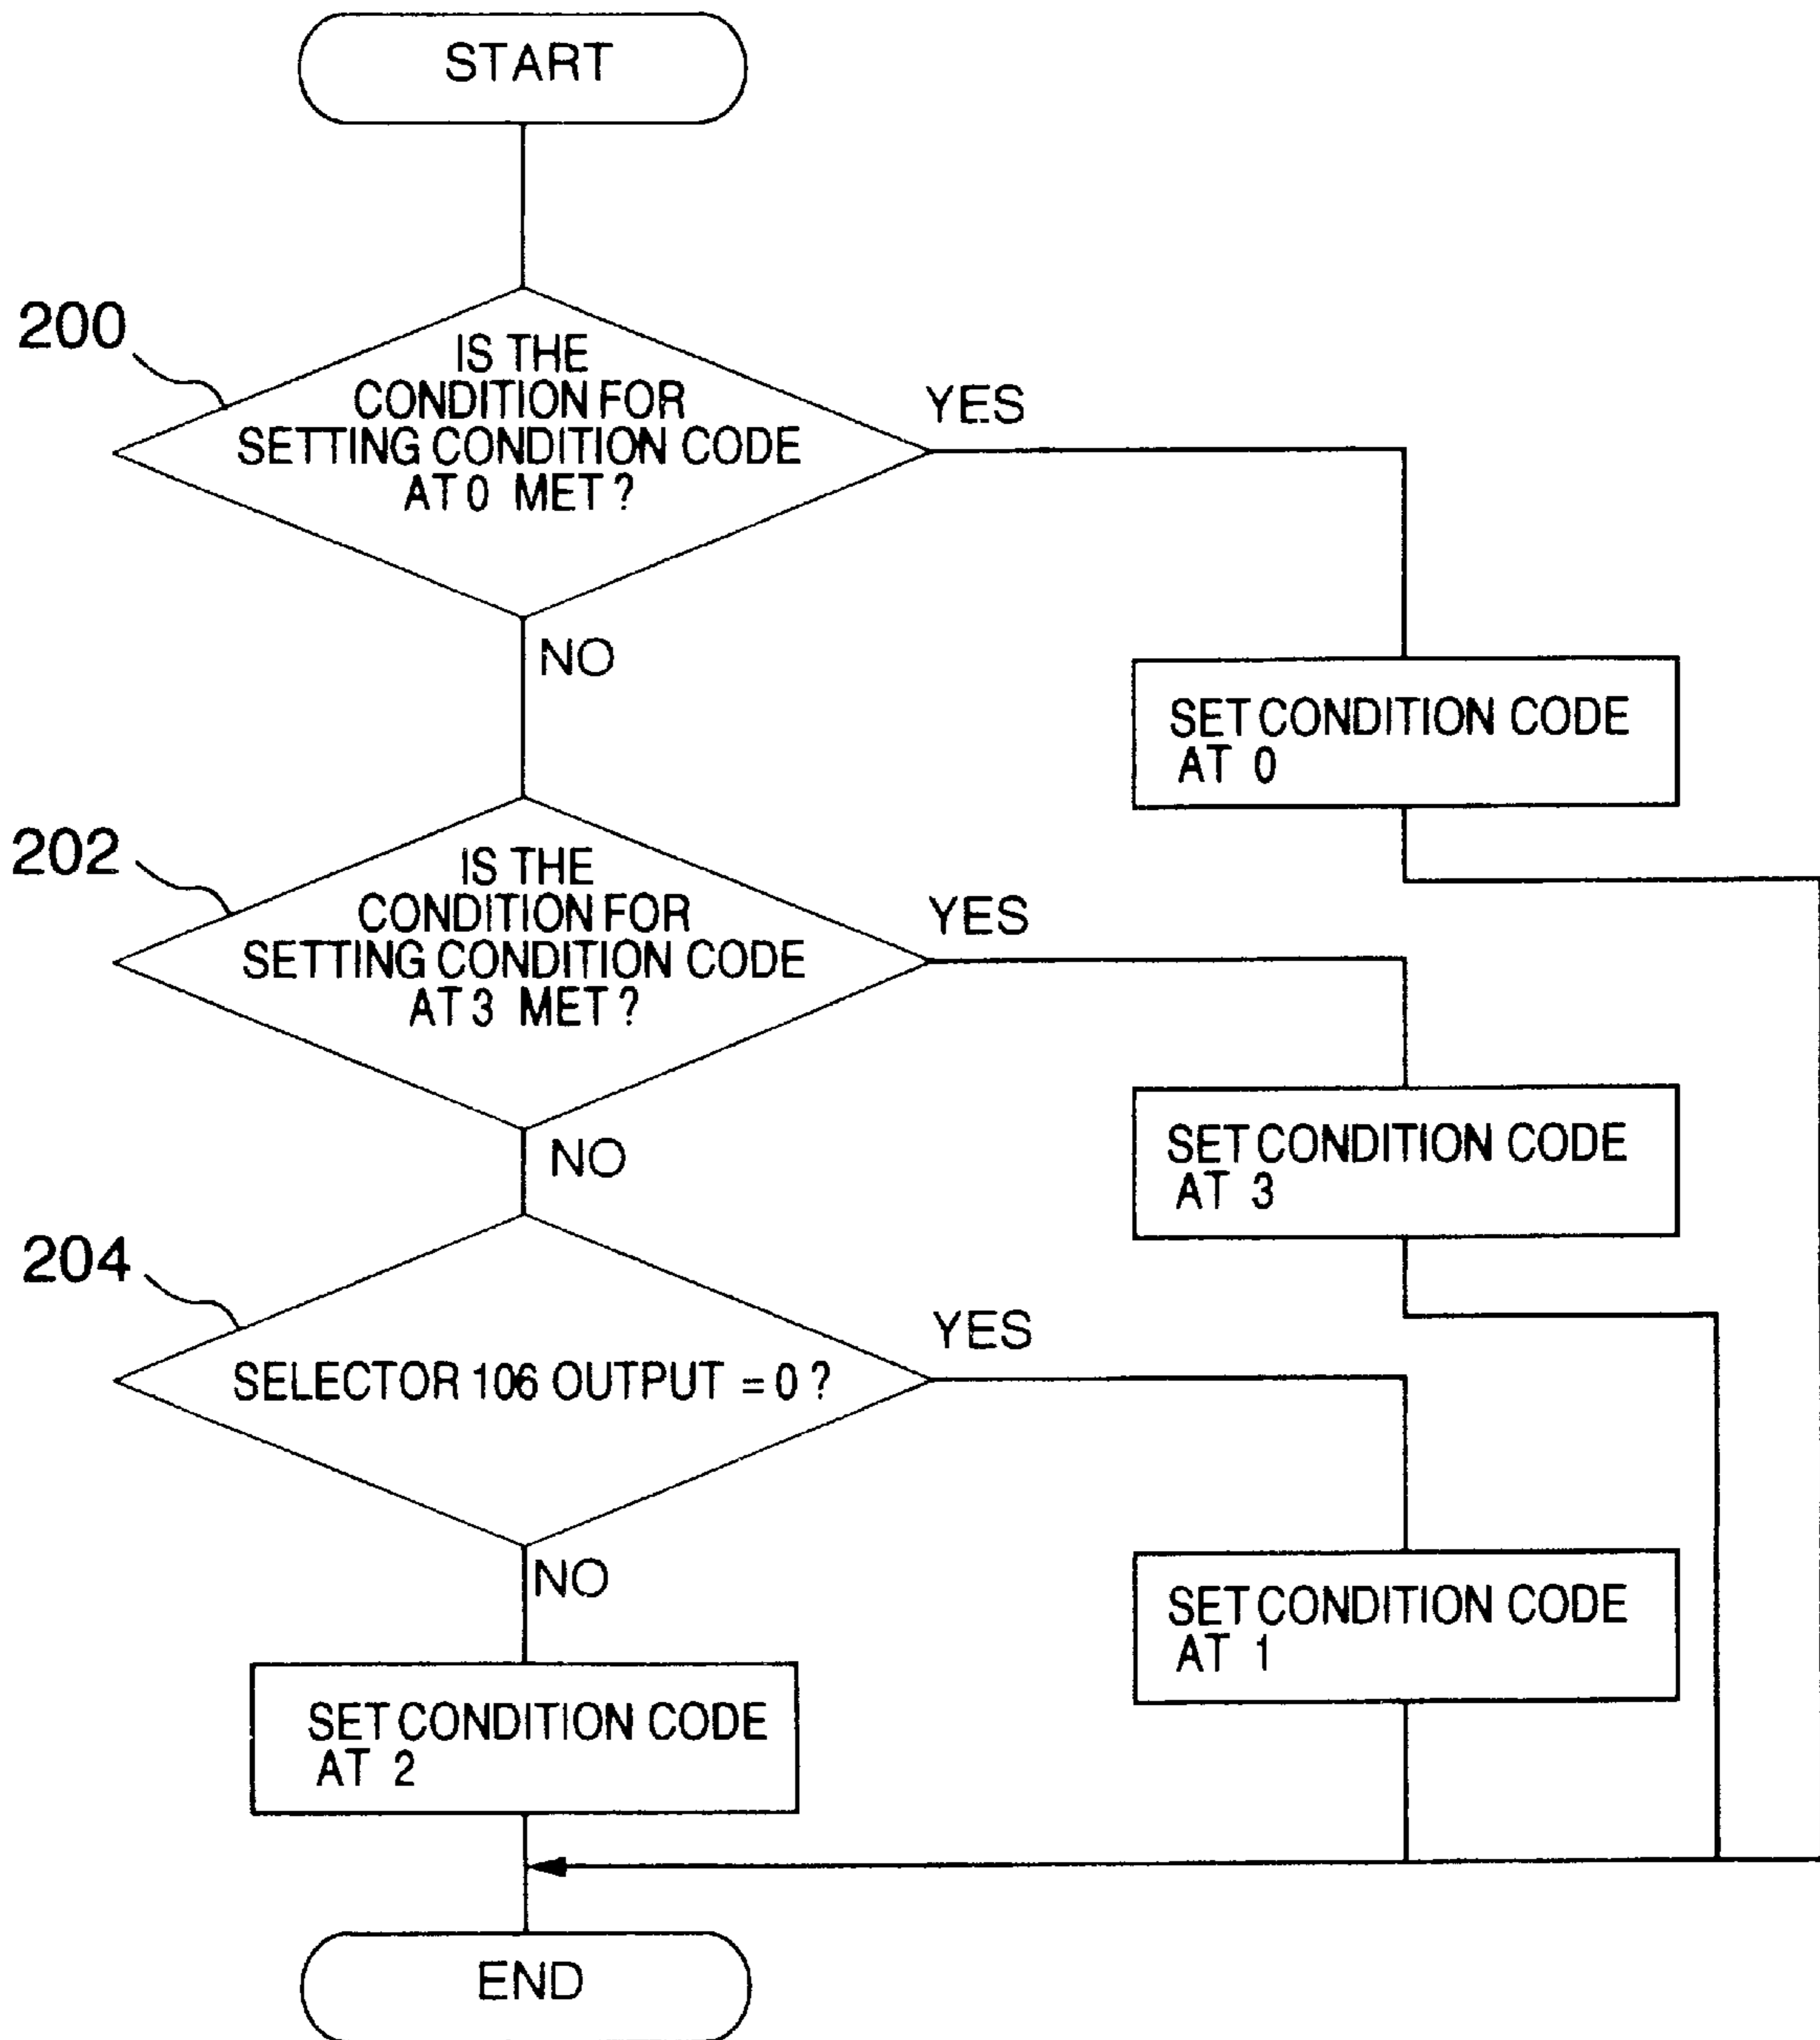 START
200
IS THE
CONDITION FOR
SETTING CONDITION CODE
AT 0 MET ?
YES
NO
SET CONDITION CODE
AT 0
202
IS THE
CONDITION FOR
SETTING CONDITION CODE
AT 3 MET ?
YES
NO
SET CONDITION CODE
AT 3
204
SELECTOR 106 OUTPUT = 0 ?
YES
NO
SET CONDITION CODE
AT 1
SET CONDITION CODE
AT 2
END